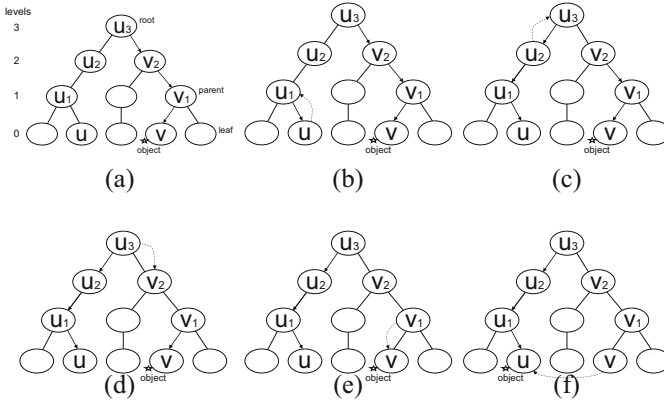 levels
3 u3 root
2 u2 v2
1 u1 v1 parent
0 u v leaf
object
(a)
u3
u2 v2
u1 v1
u v
object
(b)
u3
u2 v2
u1 v1
u v
object
(c)
u3
u2 v2
u1 v1
u v
object
(d)
u3
u2 v2
u1 v1
u v
object
(e)
u3
u2 v2
u1 v1
u v
object
(f)